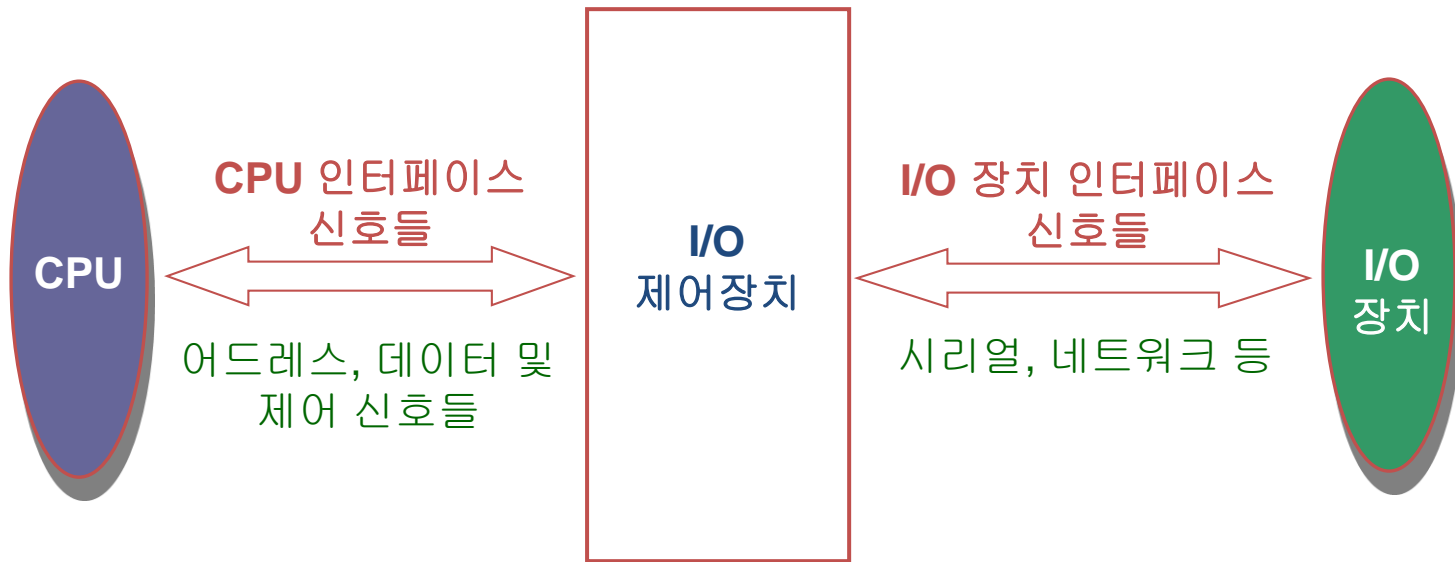 CPU
CPU 인터페이스
신호들
어드레스, 데이터 및
제어 신호들
I/O
제어장치
I/O 장치 인터페이스
신호들
시리얼, 네트워크 등
I/O
장치